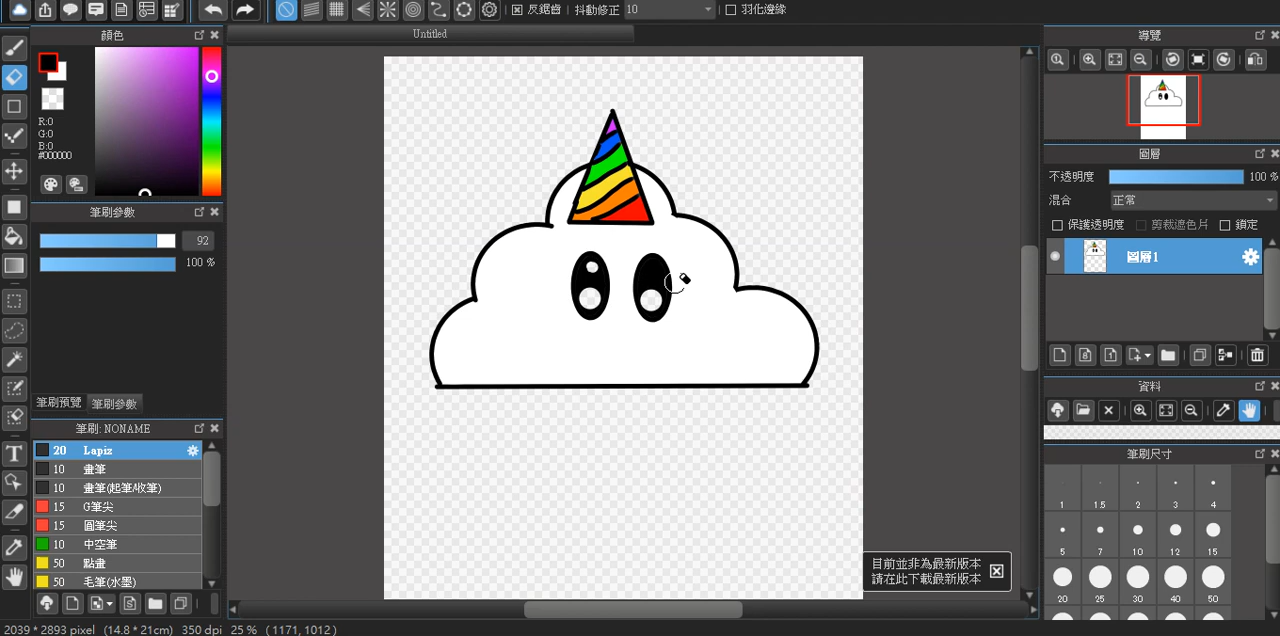 反鋸齒
抖動修正 10
羽化邊緣
顏色
Untitled
導覽
R:0
G:0
B:0
#000000
筆刷參數
92
100 %
筆刷預覽 筆刷參數
筆刷: NONAME
20 Lapiz
10 畫筆
10 畫筆(起筆/收筆)
15 G筆尖
15 圓筆尖
10 中空筆
50 點畫
50 毛筆(水墨)
圖層
不透明度 100 %
混合 正常
保護透明度 剪裁遮色片 鎖定
圖層1
資料
筆刷尺寸
1 1.5 2 3 4
5 7 10 12 15
20 25 30 40 50
目前並非為最新版本
請在此下載最新版本
2039 * 2893 pixel (14.8 * 21cm) 350 dpi 25 % ( 1171, 1012 )